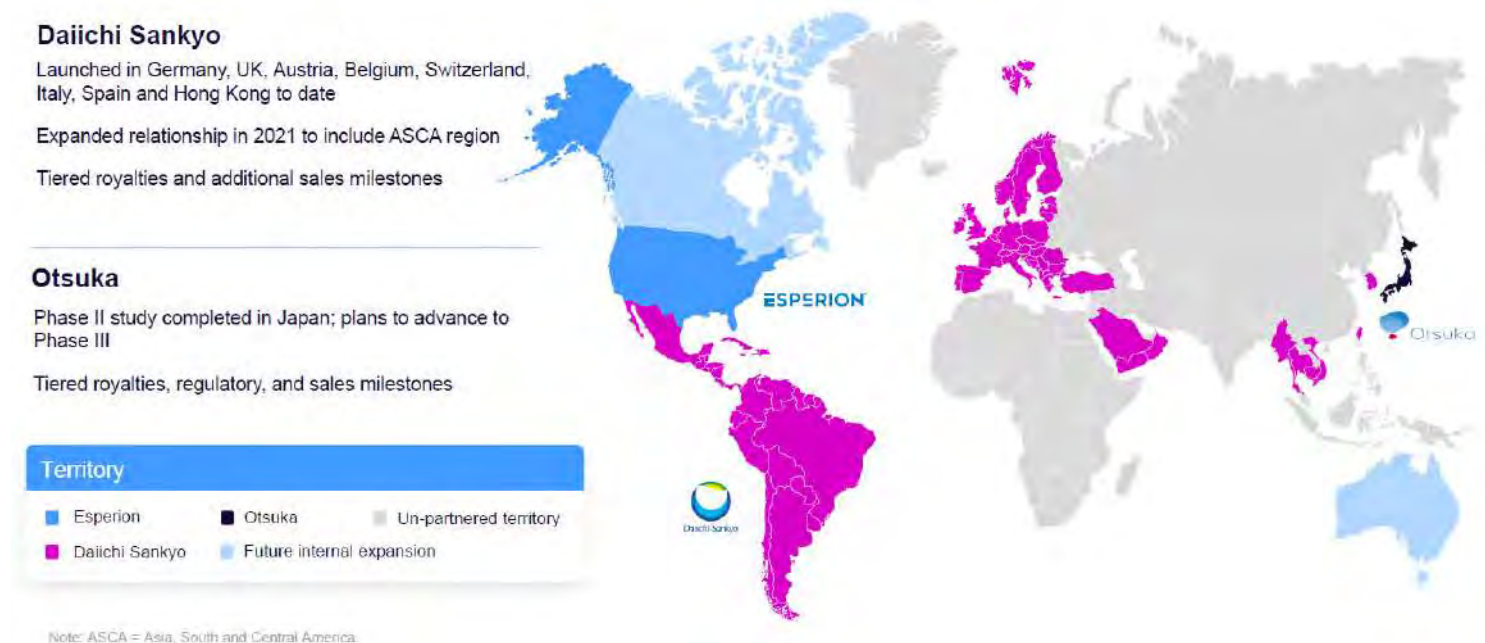 Daiichi Sankyo
Launched in Germany, UK, Austria, Belgium, Switzerland,
Italy, Spain and Hong Kong to date
Expanded relationship in 2021 to include ASCA region
Tiered royalties and additional sales milestones
Otsuka
Phase II study completed in Japan; plans to advance to
Phase III
Tiered royalties, regulatory, and sales milestones
Territory
Esperion
Otsuka
Un-partnered territory
Daiichi Sankyo
Future internal expansion
Note: ASCA = Asia, South and Central America.
ESPERION
Daiichi-Sankyo
Otsuka